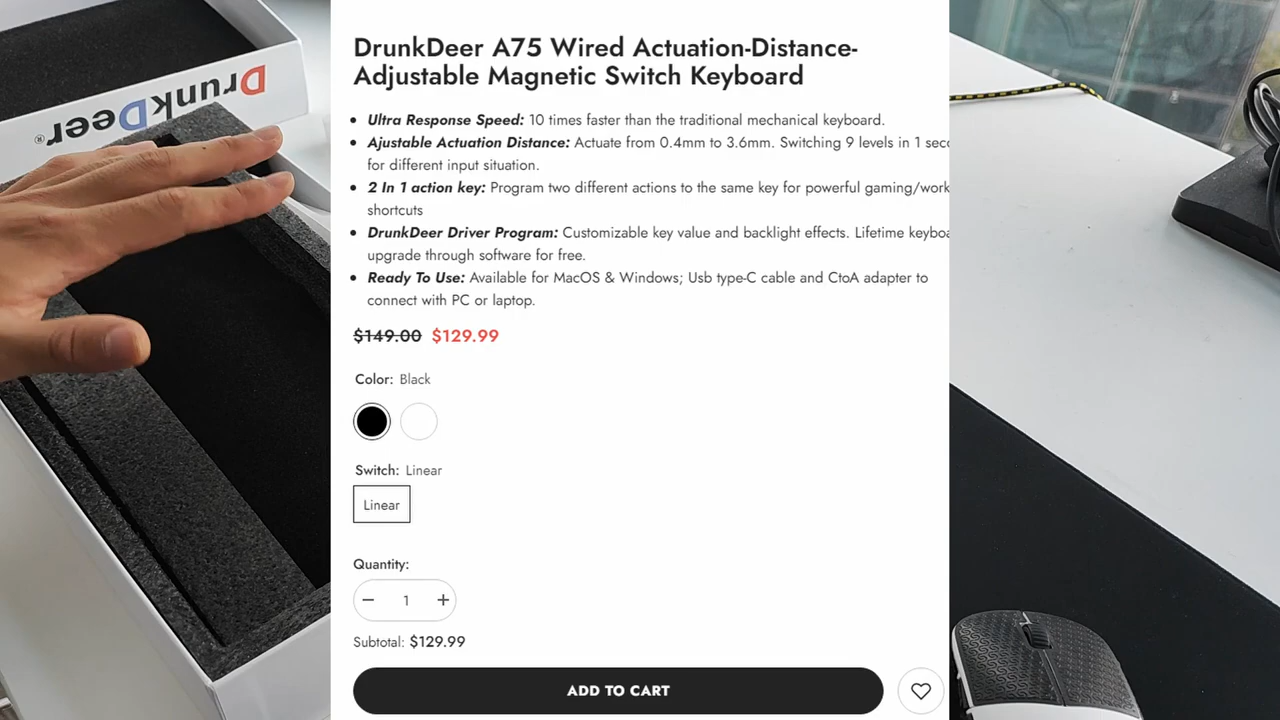 DrunkDeer®
DrunkDeer A75 Wired Actuation-Distance-
Adjustable Magnetic Switch Keyboard
Ultra Response Speed: 10 times faster than the traditional mechanical keyboard.
Ajustable Actuation Distance: Actuate from 0.4mm to 3.6mm. Switching 9 levels in 1 sec
for different input situation.
2 In 1 action key: Program two different actions to the same key for powerful gaming/work
shortcuts
DrunkDeer Driver Program: Customizable key value and backlight effects. Lifetime keyboa
upgrade through software for free.
Ready To Use: Available for MacOS & Windows; Usb type-C cable and CtoA adapter to
connect with PC or laptop.
$149.00 $129.99
Color: Black
Switch: Linear
Linear
Quantity:
− 1 +
Subtotal: $129.99
ADD TO CART